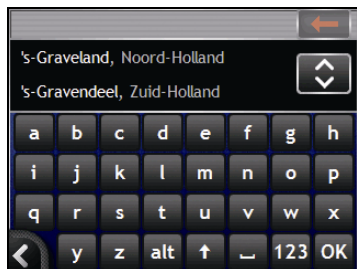 's-Graveland, Noord-Holland
's-Gravendeel, Zuid-Holland
a b c d e f g h
i j k l m n o p
q r s t u v w x
y z alt 123 OK